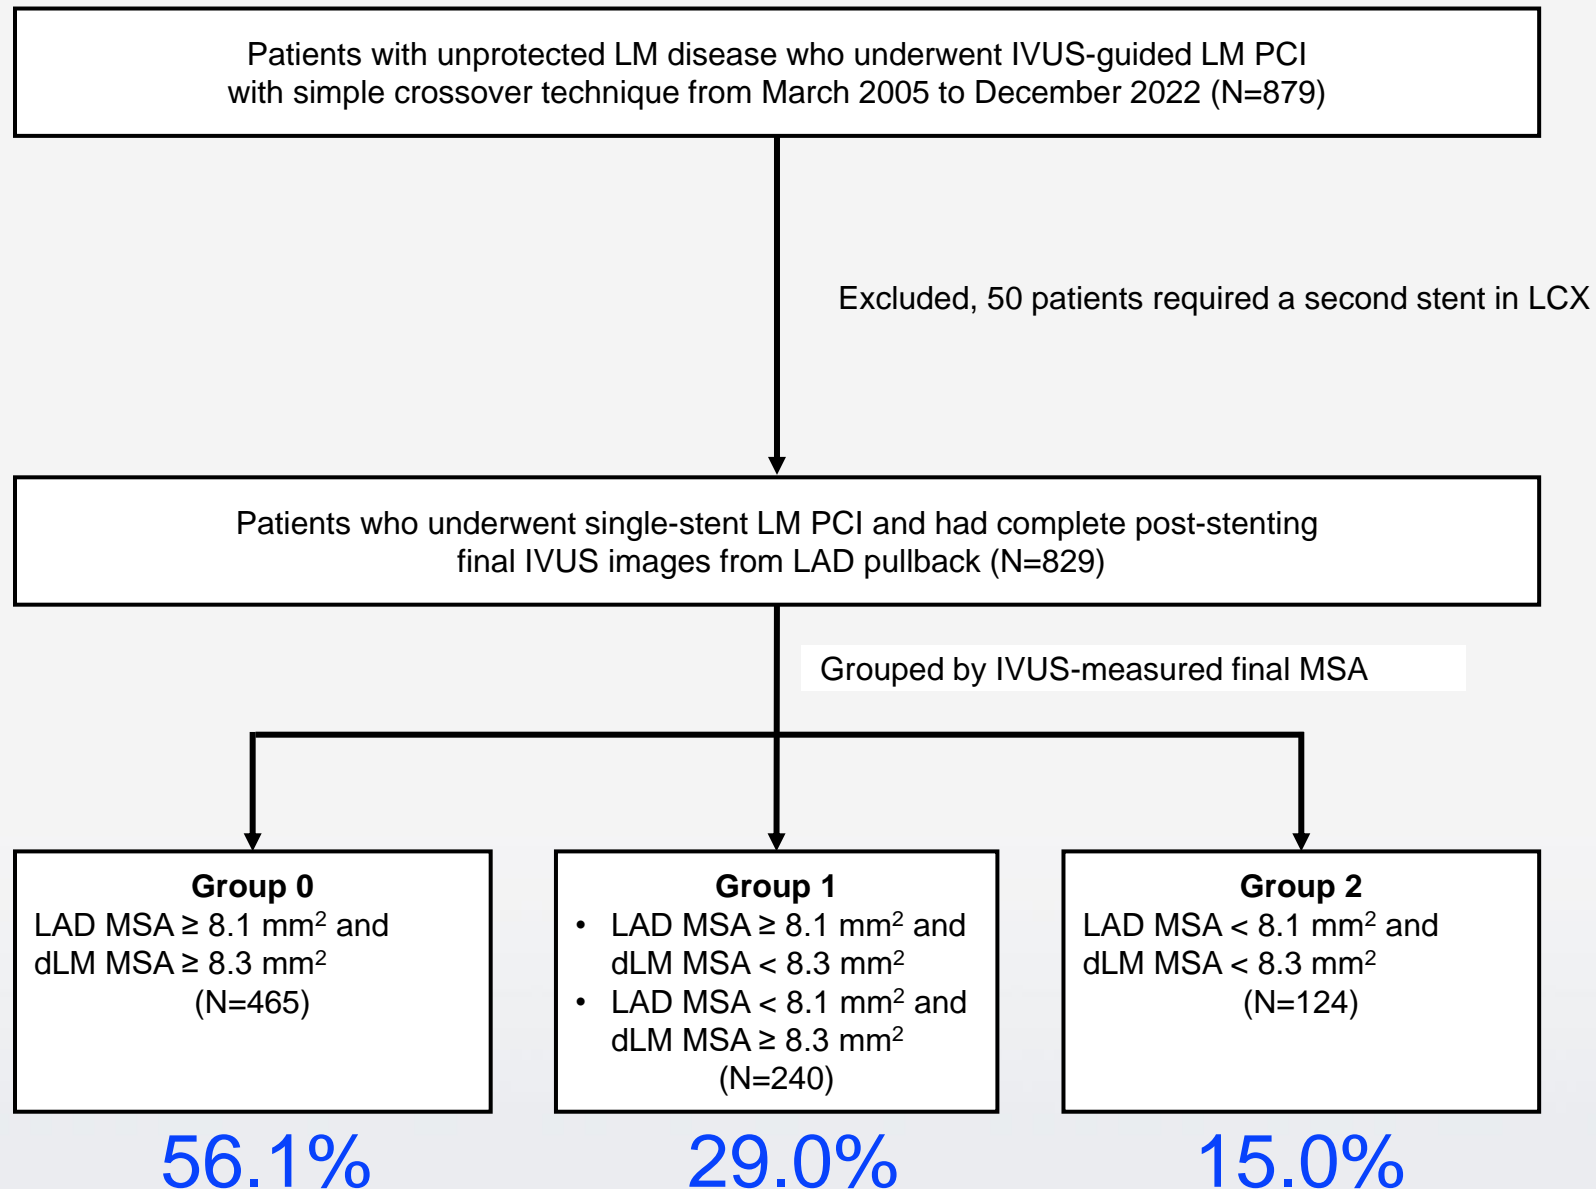 Patients with unprotected LM disease who underwent IVUS-guided LM PCI
with simple crossover technique from March 2005 to December 2022 (N=879)
Excluded, 50 patients required a second stent in LCX
Patients who underwent single-stent LM PCI and had complete post-stenting
final IVUS images from LAD pullback (N=829)
Grouped by IVUS-measured final MSA
Group 0
LAD MSA ≥ 8.1 mm² and
dLM MSA ≥ 8.3 mm²
(N=465)
Group 1
• LAD MSA ≥ 8.1 mm² and
dLM MSA < 8.3 mm²
• LAD MSA < 8.1 mm² and
dLM MSA ≥ 8.3 mm²
(N=240)
Group 2
LAD MSA < 8.1 mm² and
dLM MSA < 8.3 mm²
(N=124)
56.1%
29.0%
15.0%